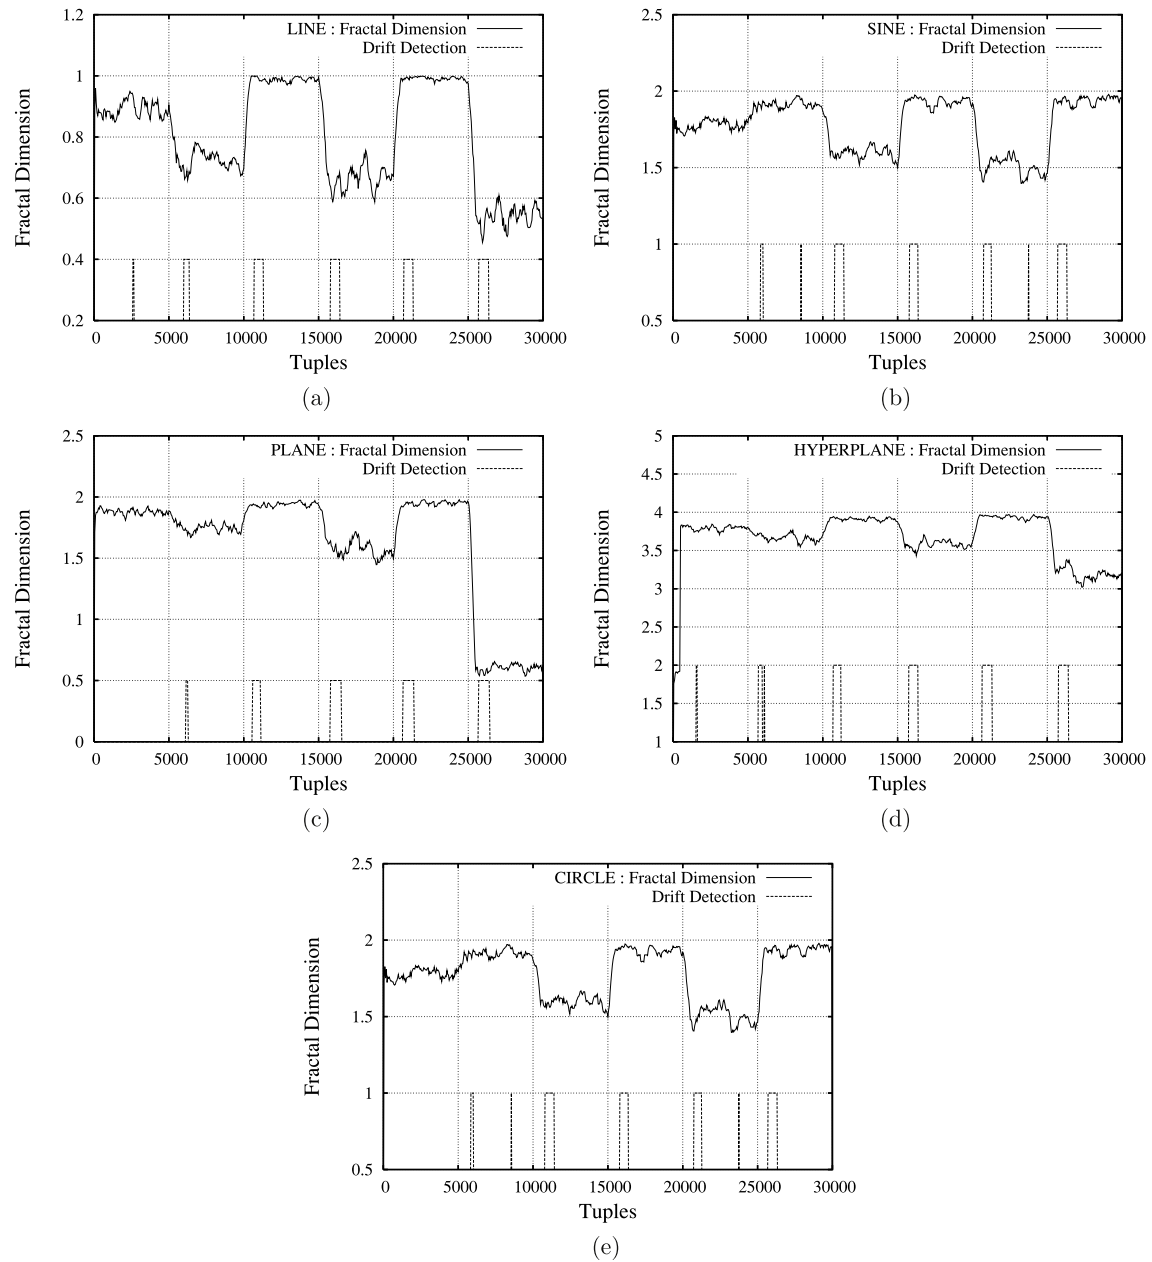 1.2
LINE : Fractal Dimension
Drift Detection
1
0.8
0.6
0.4
0.2
Fractal Dimension
0 5000 10000 15000 20000 25000 30000
Tuples
(a)
2.5
SINE : Fractal Dimension
Drift Detection
2
1.5
1
0.5
Fractal Dimension
0 5000 10000 15000 20000 25000 30000
Tuples
(b)
2.5
PLANE : Fractal Dimension
Drift Detection
2
1.5
1
0.5
0
Fractal Dimension
0 5000 10000 15000 20000 25000 30000
Tuples
(c)
5
HYPERPLANE : Fractal Dimension
Drift Detection
4.5
4
3.5
3
2.5
2
1.5
1
Fractal Dimension
0 5000 10000 15000 20000 25000 30000
Tuples
(d)
2.5
CIRCLE : Fractal Dimension
Drift Detection
2
1.5
1
0.5
Fractal Dimension
0 5000 10000 15000 20000 25000 30000
Tuples
(e)